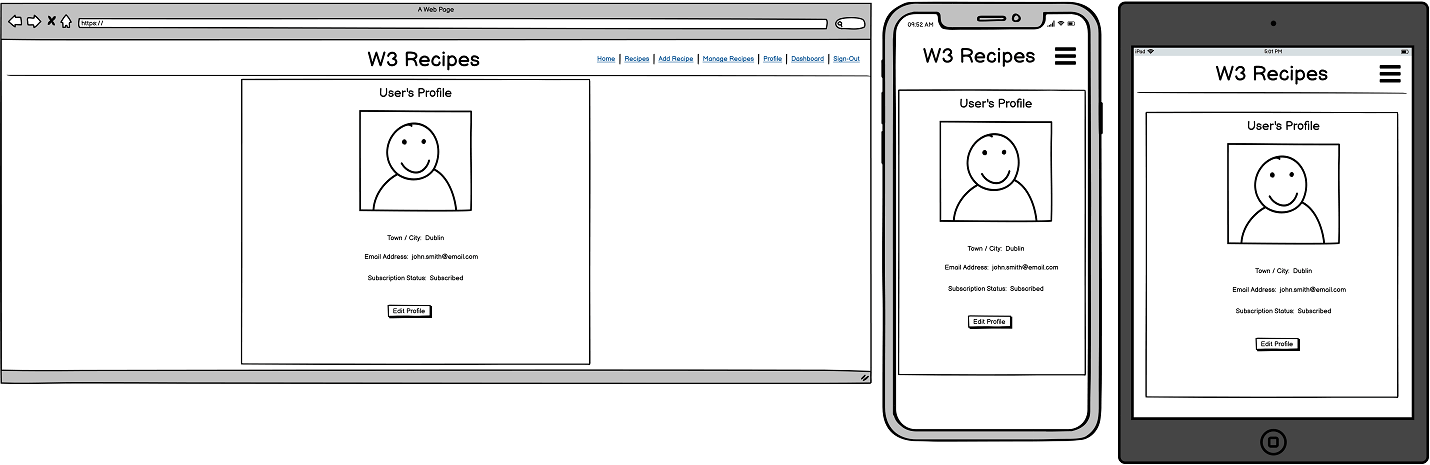 A Web Page
https://
W3 Recipes
Home | Recipes | Add Recipe | Manage Recipes | Profile | Dashboard | Sign-Out
User's Profile
Town / City: Dublin
Email Address: john.smith@email.com
Subscription Status: Subscribed
Edit Profile
09:52 AM
W3 Recipes
User's Profile
Town / City: Dublin
Email Address: john.smith@email.com
Subscription Status: Subscribed
Edit Profile
iPad 5:01 PM
W3 Recipes
User's Profile
Town / City: Dublin
Email Address: john.smith@email.com
Subscription Status: Subscribed
Edit Profile